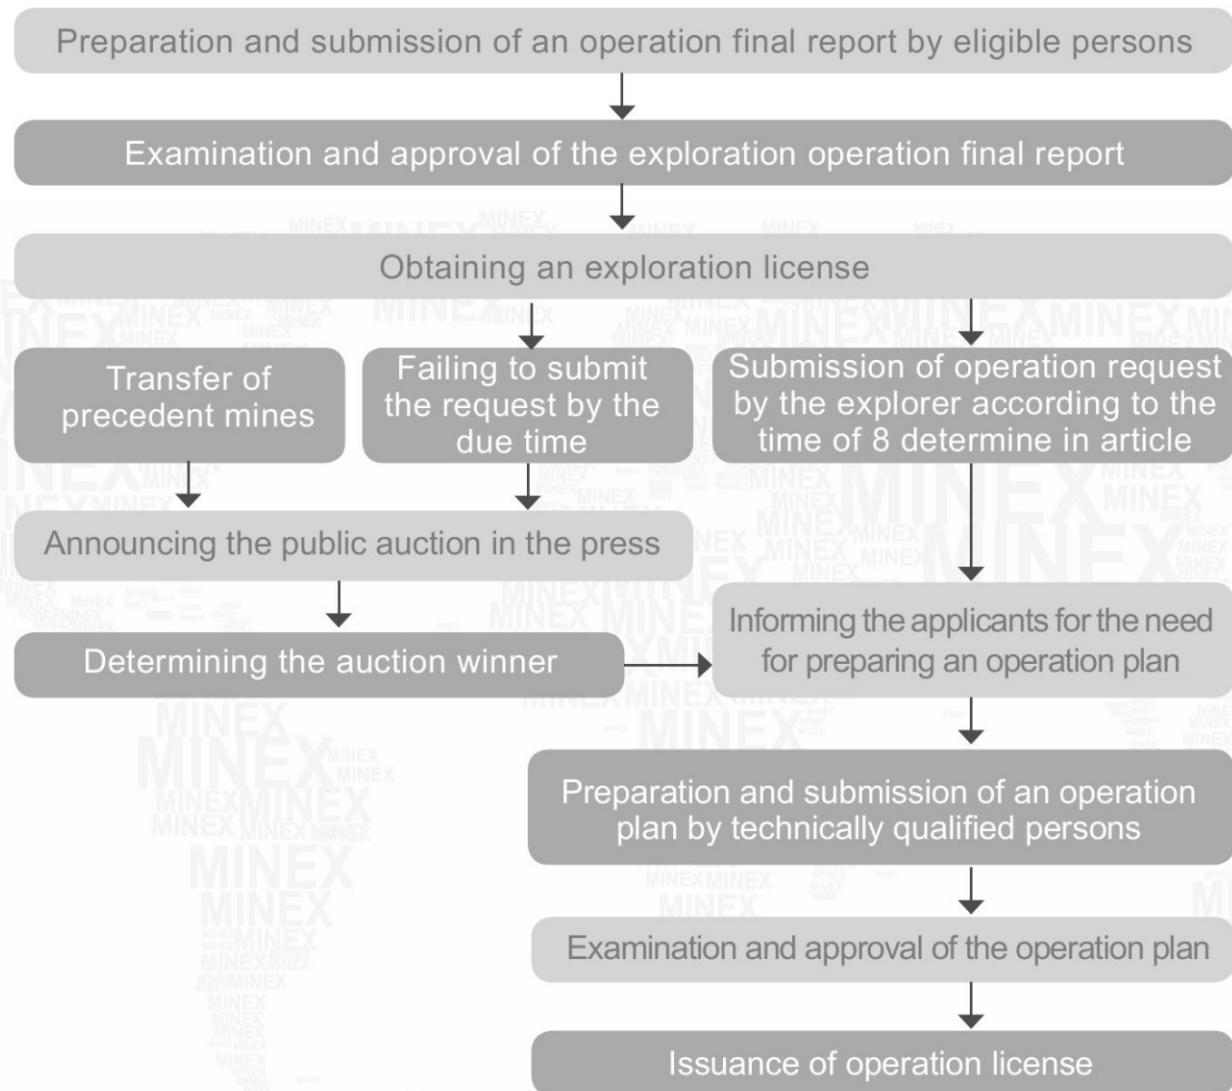 Preparation and submission of an operation final report by eligible persons
Examination and approval of the exploration operation final report
Obtaining an exploration license
Transfer of
precedent mines
Failing to submit
the request by the
due time
Submission of operation request
by the explorer according to the
time of 8 determine in article
Announcing the public auction in the press
Determining the auction winner
Informing the applicants for the need
for preparing an operation plan
Preparation and submission of an operation
plan by technically qualified persons
Examination and approval of the operation plan
Issuance of operation license
MINEX